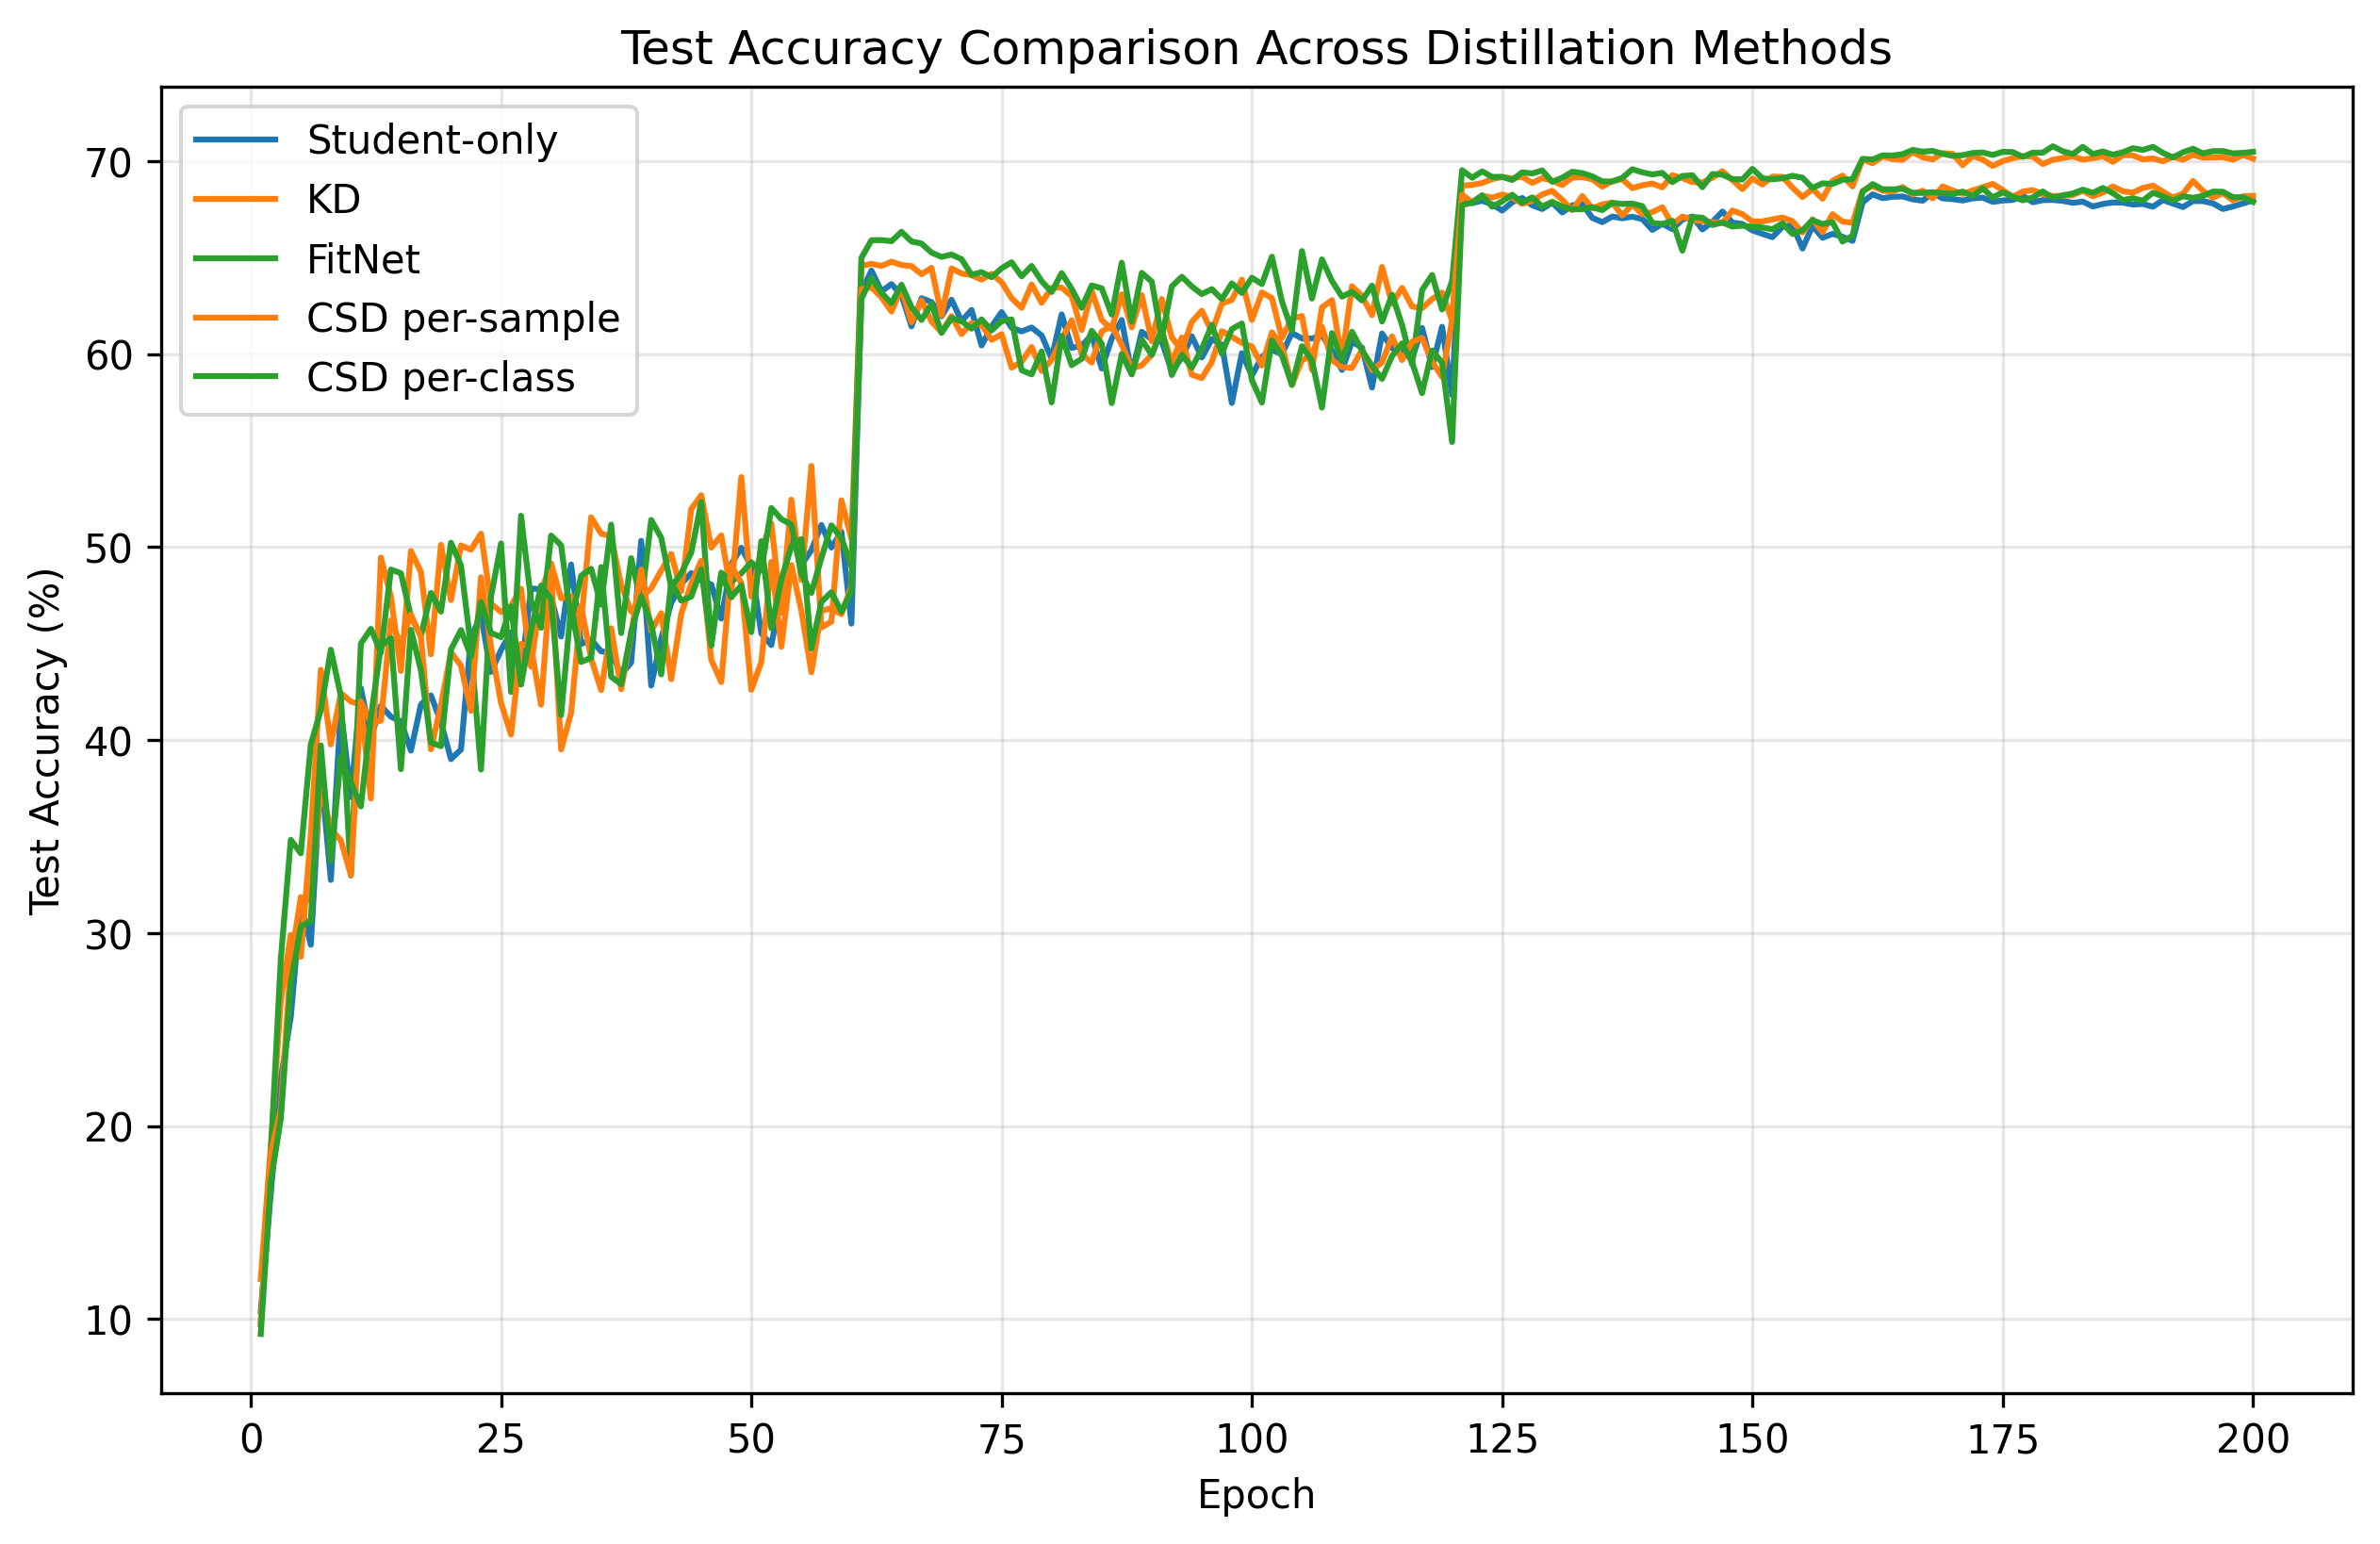 Test Accuracy Comparison Across Distillation Methods
Student-only
KD
FitNet
CSD per-sample
CSD per-class
Test Accuracy (%)
70
60
50
40
30
20
10
0 25 50 75 100 125 150 175 200
Epoch